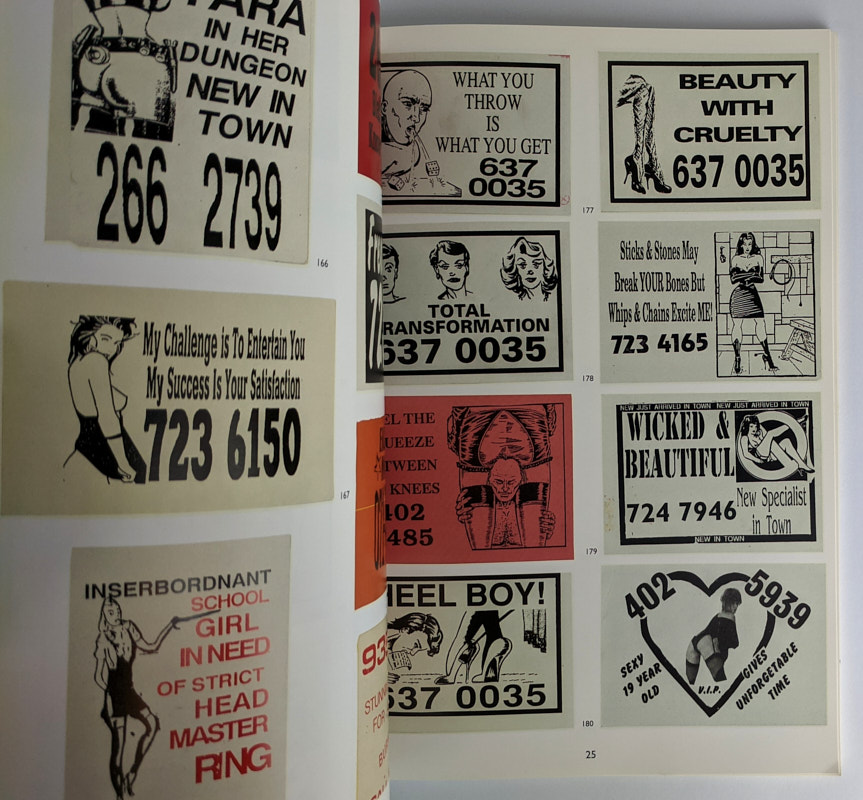 IN HER
DUNGEON
NEW IN
TOWN
266 2739
166
My Challenge is To Entertain You
My Success Is Your Satisfaction
723 6150
167
INSERBORDNANT
SCHOOL
GIRL
IN NEED
OF STRICT
HEAD
MASTER
RING
WHAT YOU
THROW
IS
WHAT YOU GET
637
0035
177
BEAUTY
WITH
CRUELTY
637 0035
TOTAL
637 0035
178
Sticks & Stones May
Break YOUR Bones But
Whips & Chains Excite ME!
723 4165
THE
KNEES
402
485
179
NEW JUST ARRIVED IN TOWN NEW JUST ARRIVED IN TOWN
WICKED &
BEAUTIFUL
724 7946
New Specialist
in Town
NEW IN TOWN
BOY!
637 0035
180
402 5939
SEXY
19 YEAR
OLD
V.I.P.
GIVES
UNFORGETABLE
TIME
25